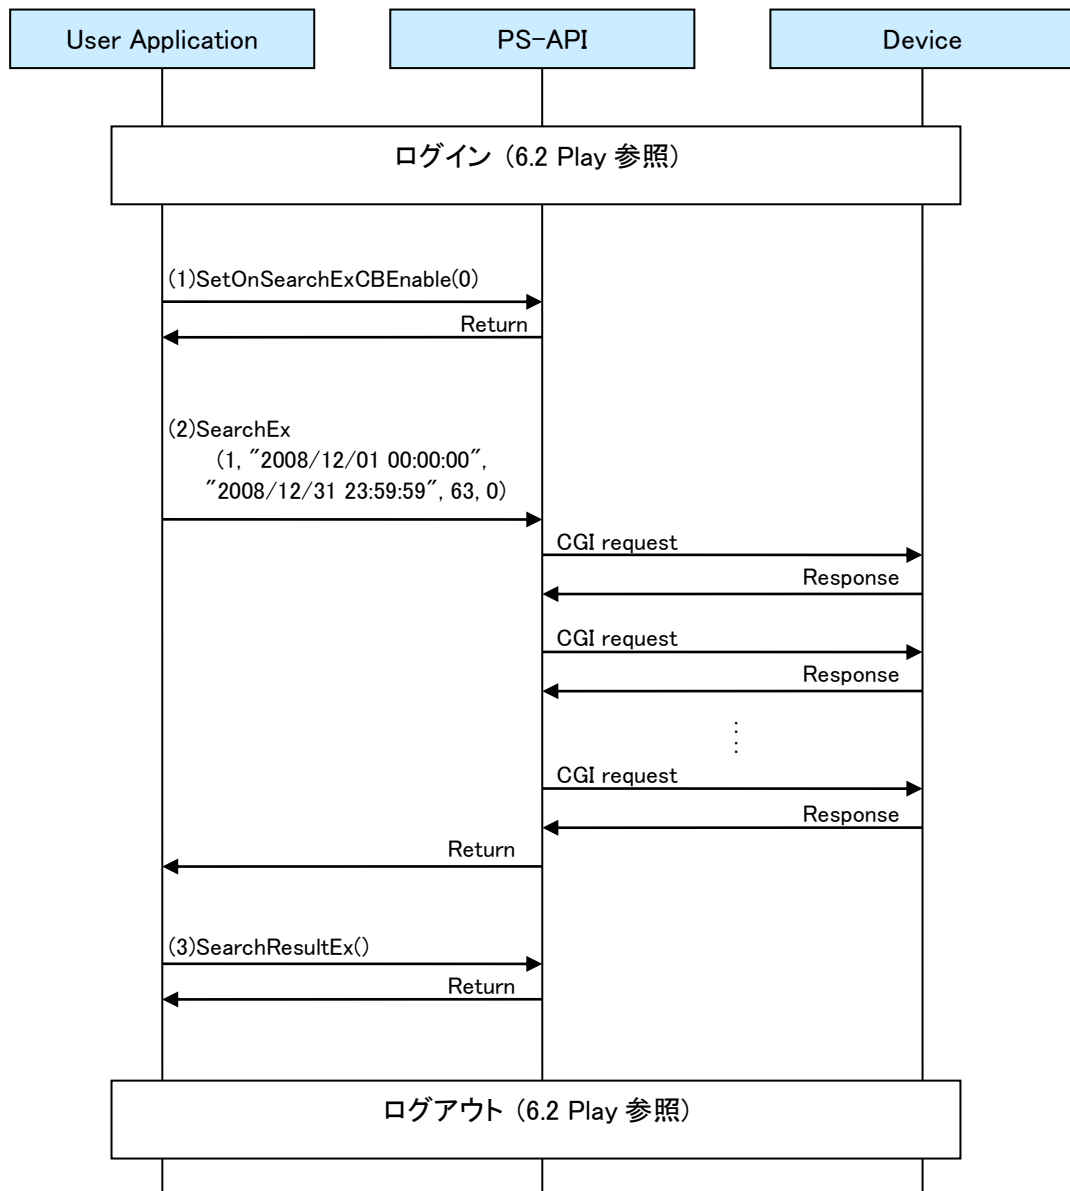 User Application
PS-API
Device
ログイン (6.2 Play 参照)
(1)SetOnSearchExCBEnable(0)
Return
(2)SearchEx
(1, "2008/12/01 00:00:00",
"2008/12/31 23:59:59", 63, 0)
CGI request
Response
CGI request
Response
CGI request
Response
Return
(3)SearchResultEx()
Return
ログアウト (6.2 Play 参照)